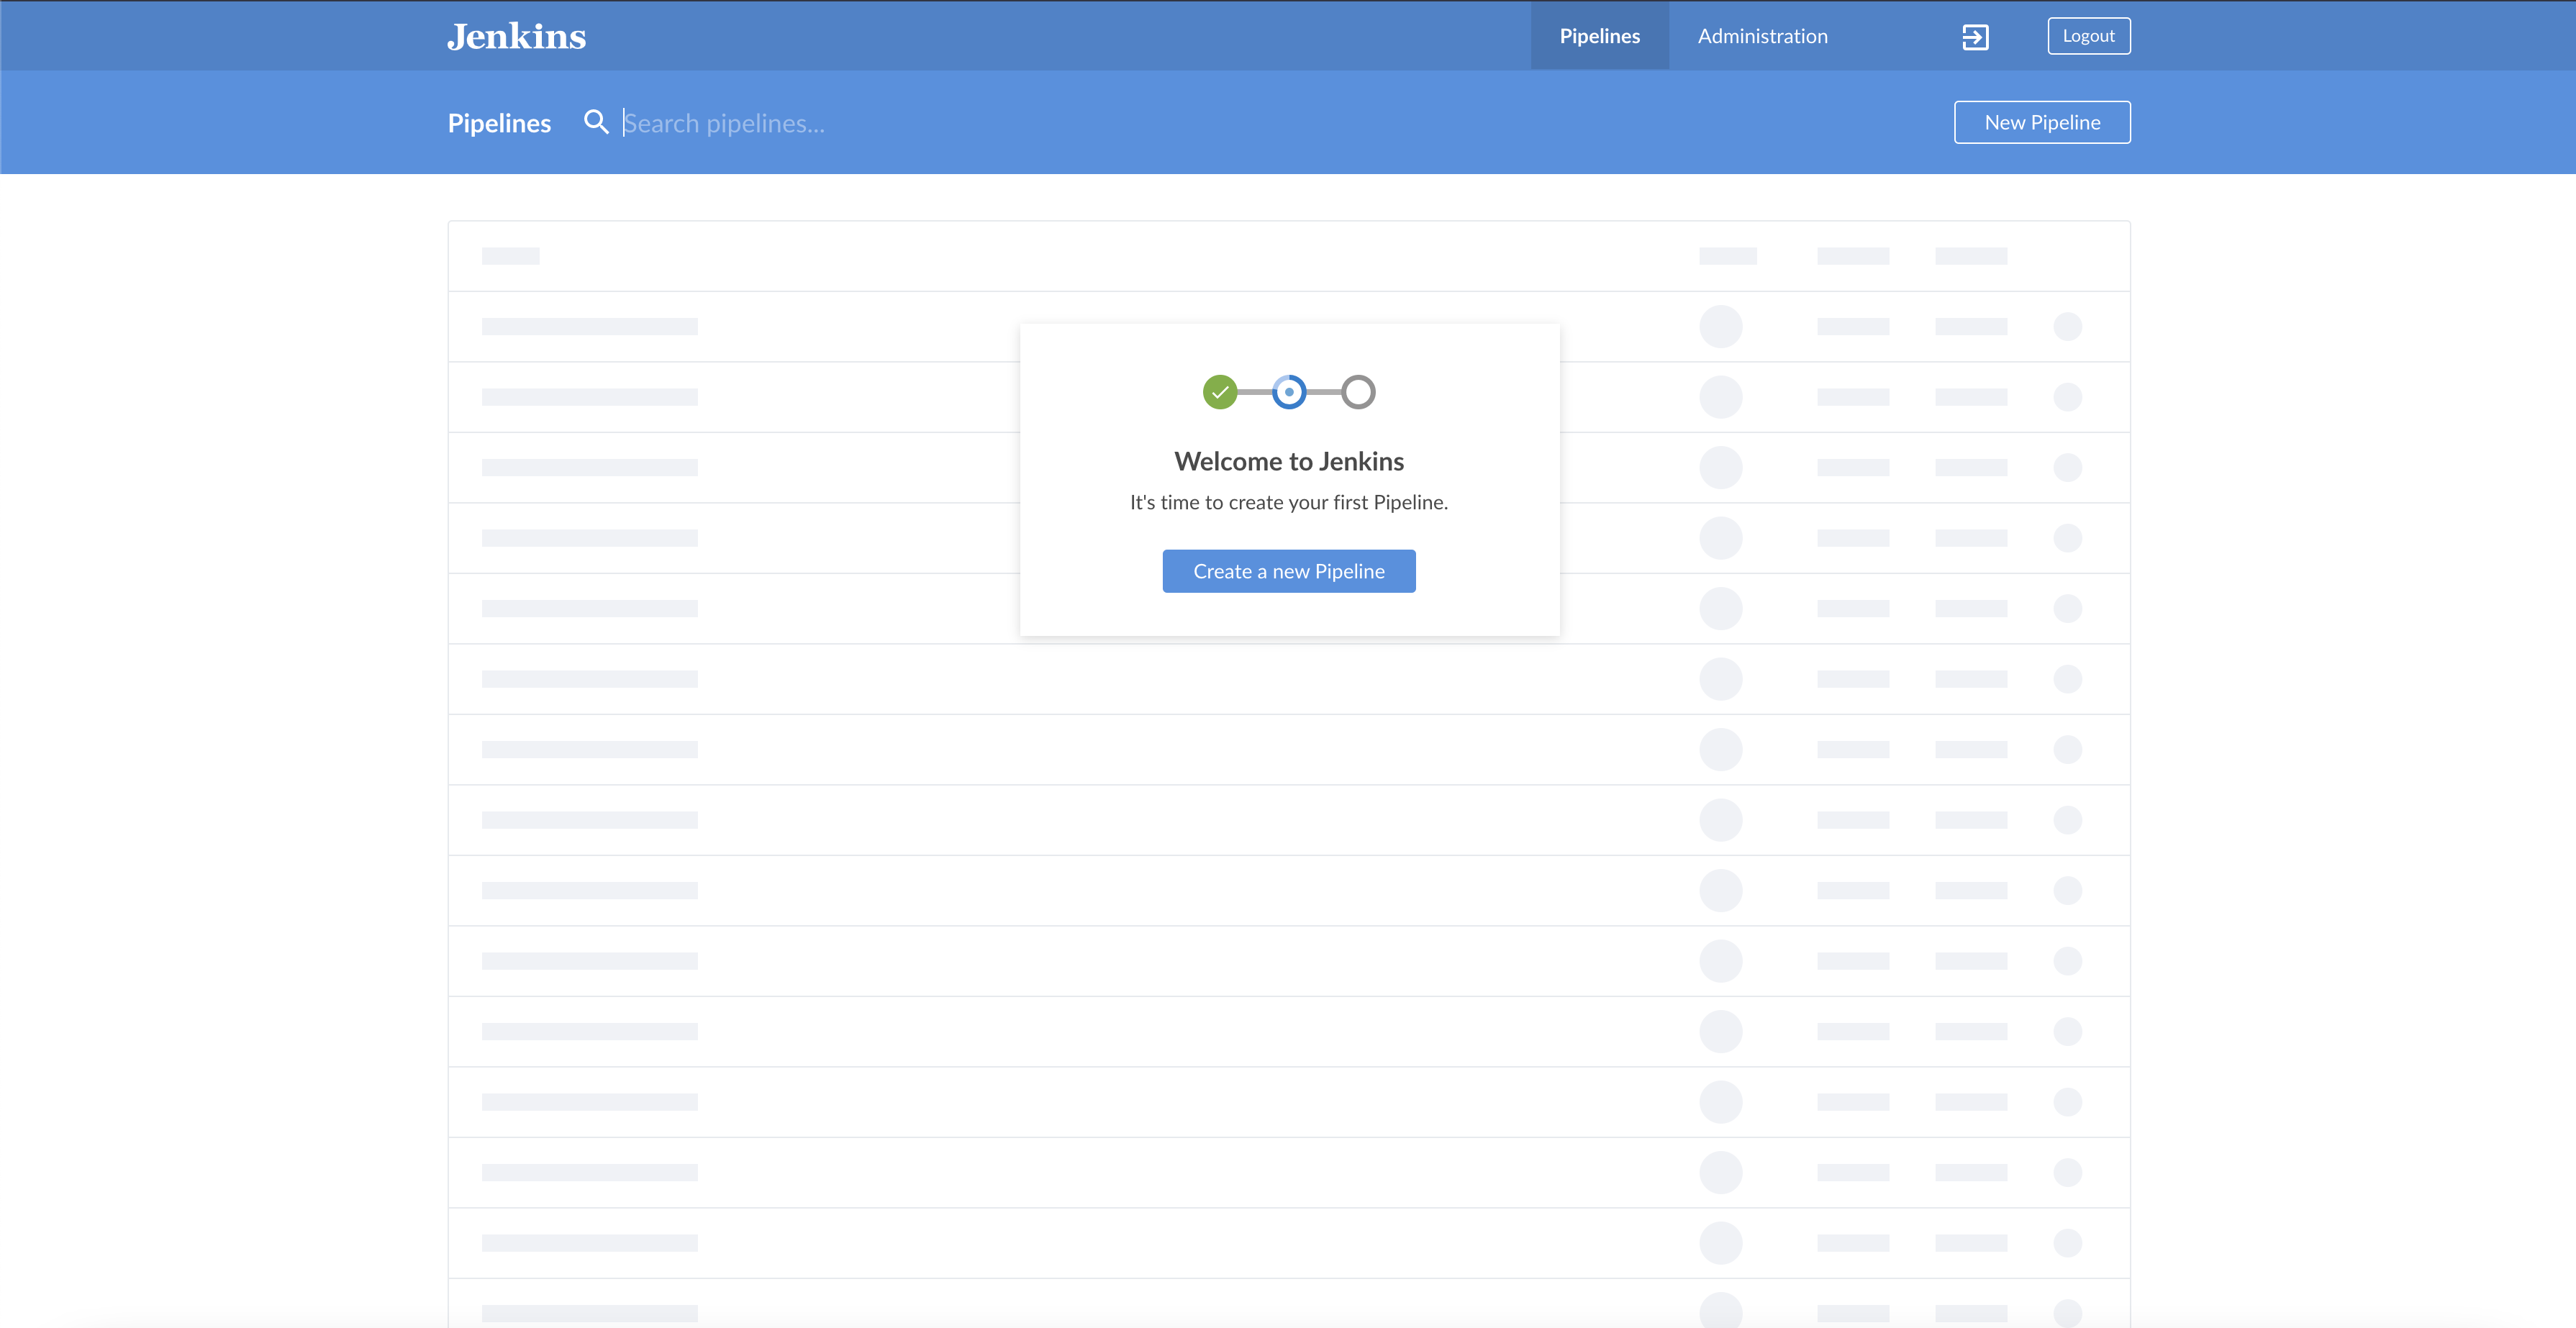 Jenkins
Pipelines
Administration
Logout
Pipelines
Search pipelines...
New Pipeline
Welcome to Jenkins
It's time to create your first Pipeline.
Create a new Pipeline